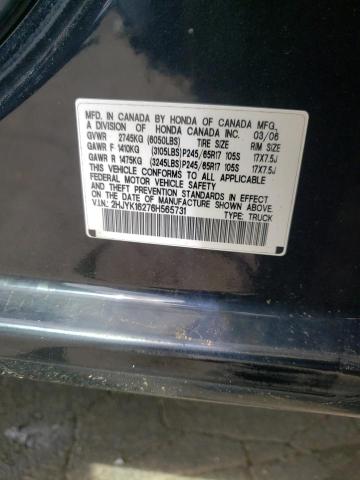 MFD. IN CANADA BY HONDA OF CANADA MFG.,
A DIVISION OF HONDA CANADA INC. 03/06
GVWR 2745KG (6050LBS) TIRE SIZE RIM SIZE
GAWR F 1410KG (3105LBS) P245/65R17 105S 17X7.5J
GAWR R 1475KG (3245LBS) P245/65R17 105S 17X7.5J
THIS VEHICLE CONFORMS TO ALL APPLICABLE
FEDERAL MOTOR VEHICLE SAFETY
AND THEFT PREVENTION STANDARDS IN EFFECT
ON THE DATE OF MANUFACTURE SHOWN ABOVE.
V.I.N.: 2HJYK16276H565731 TYPE: TRUCK